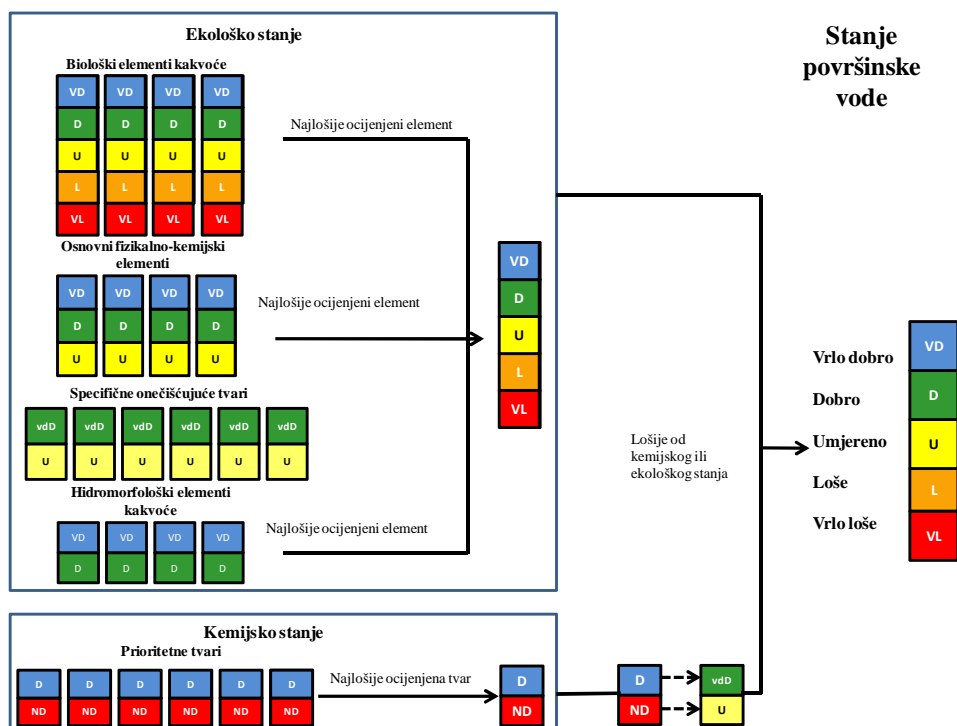 Ekološko stanje
Biološki elementi kakvoće
VD VD VD VD
D D D D
U U U U
L L L L
VL VL VL VL
Najlošije ocijenjeni element
Osnovni fizikalno-kemijski
elementi
VD VD VD VD
D D D D
U U U U
Najlošije ocijenjeni element
Specifične onečišćujuće tvari
vdD vdD vdD vdD vdD vdD
U U U U U U
Hidromorfološki elementi
kakvoće
VD VD VD VD
D D D D
Najlošije ocijenjeni element
VD
D
U
L
VL
Kemijsko stanje
Prioritetne tvari
D D D D D D
ND ND ND ND ND ND
Najlošije ocijenjena tvar
D
ND
D
ND
vdD
U
Lošije od
kemijskog ili
ekološkog stanja
Stanje
površinske
vode
Vrlo dobro VD
Dobro D
Umjereno U
Loše L
Vrlo loše VL